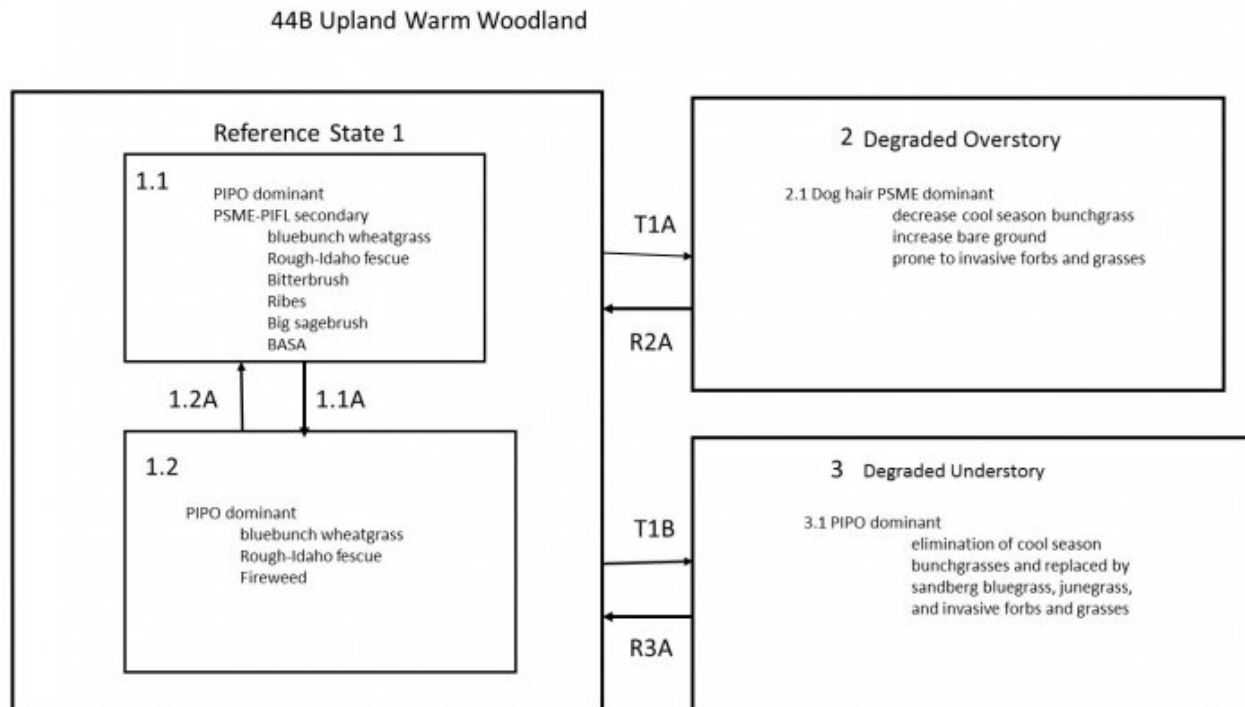 44B Upland Warm Woodland
Reference State 1
1.1
PIPO dominant
PSME-PIFL secondary
bluebunch wheatgrass
Rough-Idaho fescue
Bitterbrush
Ribes
Big sagebrush
BASA
1.2A
1.1A
1.2
PIPO dominant
bluebunch wheatgrass
Rough-Idaho fescue
Fireweed
T1A
R2A
2 Degraded Overstory
2.1 Dog hair PSME dominant
decrease cool season bunchgrass
increase bare ground
prone to invasive forbs and grasses
T1B
R3A
3 Degraded Understory
3.1 PIPO dominant
elimination of cool season
bunchgrasses and replaced by
sandberg bluegrass, junegrass,
and invasive forbs and grasses